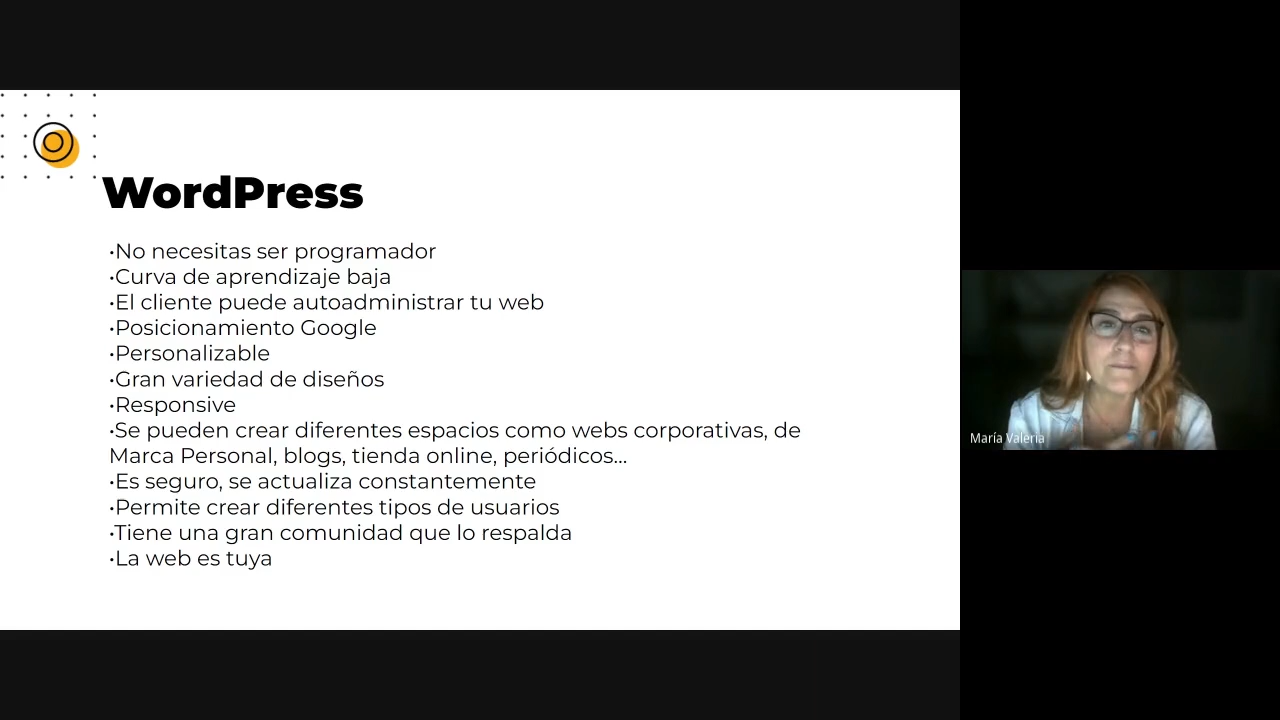 WordPress
•No necesitas ser programador
•Curva de aprendizaje baja
•El cliente puede autoadministrar tu web
•Posicionamiento Google
•Personalizable
•Gran variedad de diseños
•Responsive
•Se pueden crear diferentes espacios como webs corporativas, de
Marca Personal, blogs, tienda online, periódicos...
•Es seguro, se actualiza constantemente
•Permite crear diferentes tipos de usuarios
•Tiene una gran comunidad que lo respalda
•La web es tuya
María Valeria